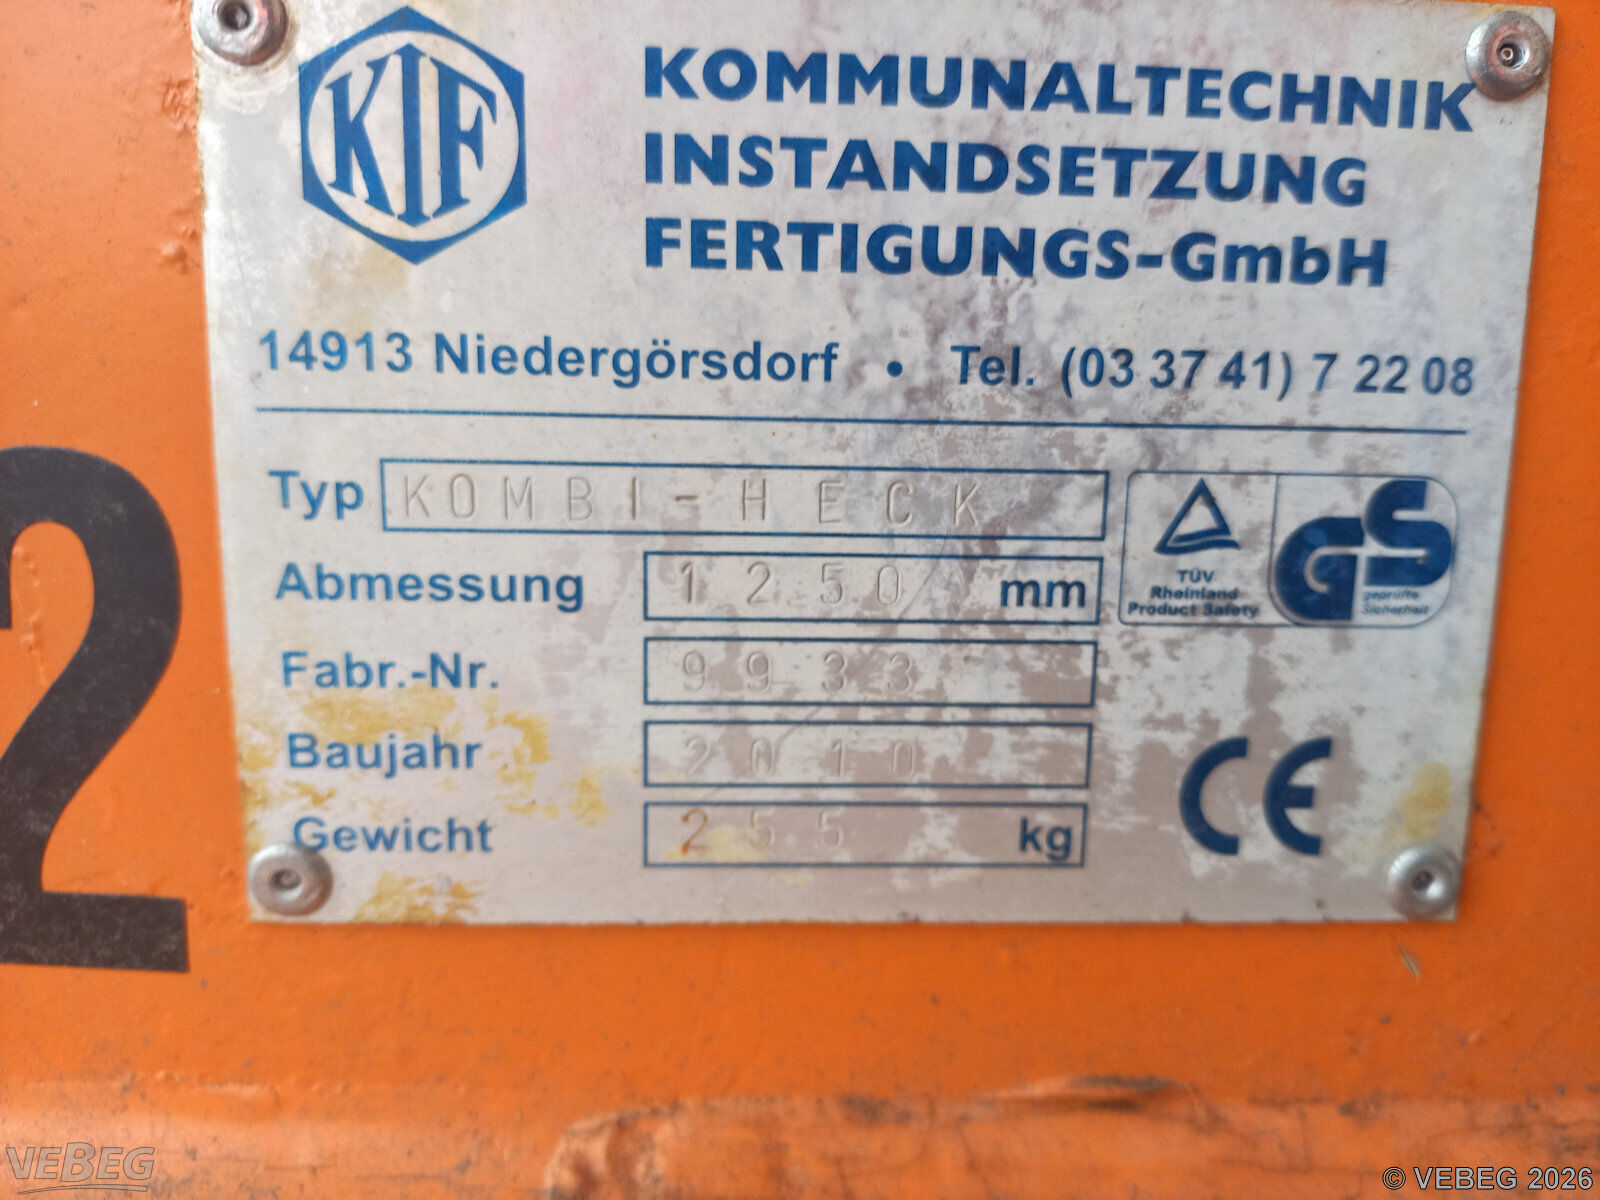 KIF
KOMMUNALTECHNIK
INSTANDSETZUNG
FERTIGUNGS-GmbH
14913 Niedergörsdorf • Tel. (03 37 41) 7 22 08
Typ KOMBI-HECK
Abmessung 1250 mm
Fabr.-Nr. 9933
Baujahr 2010
Gewicht 255 kg
TÜV
Rheinland
Product Safety
GS
geprüfte
Sicherheit
CE
2
VEBEG
© VEBEG 2026